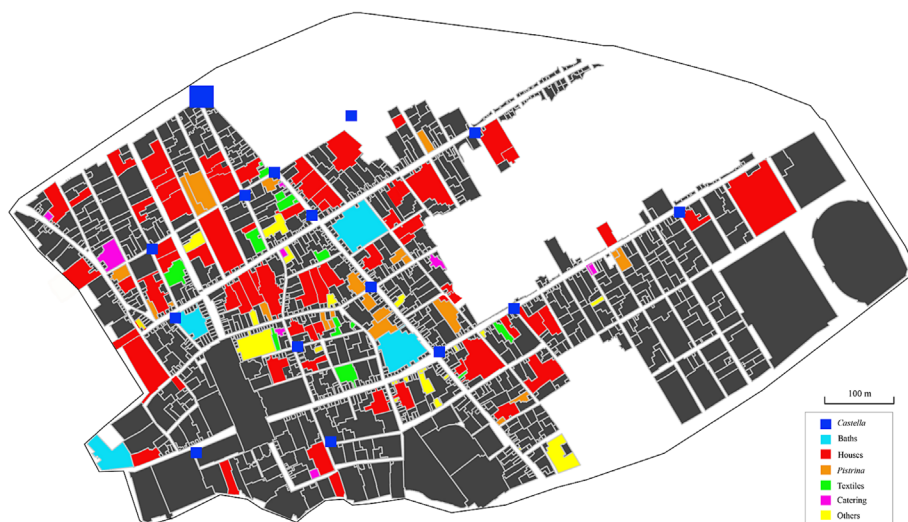 100 m
Castella
Baths
Houses
Pistrina
Textiles
Catering
Others